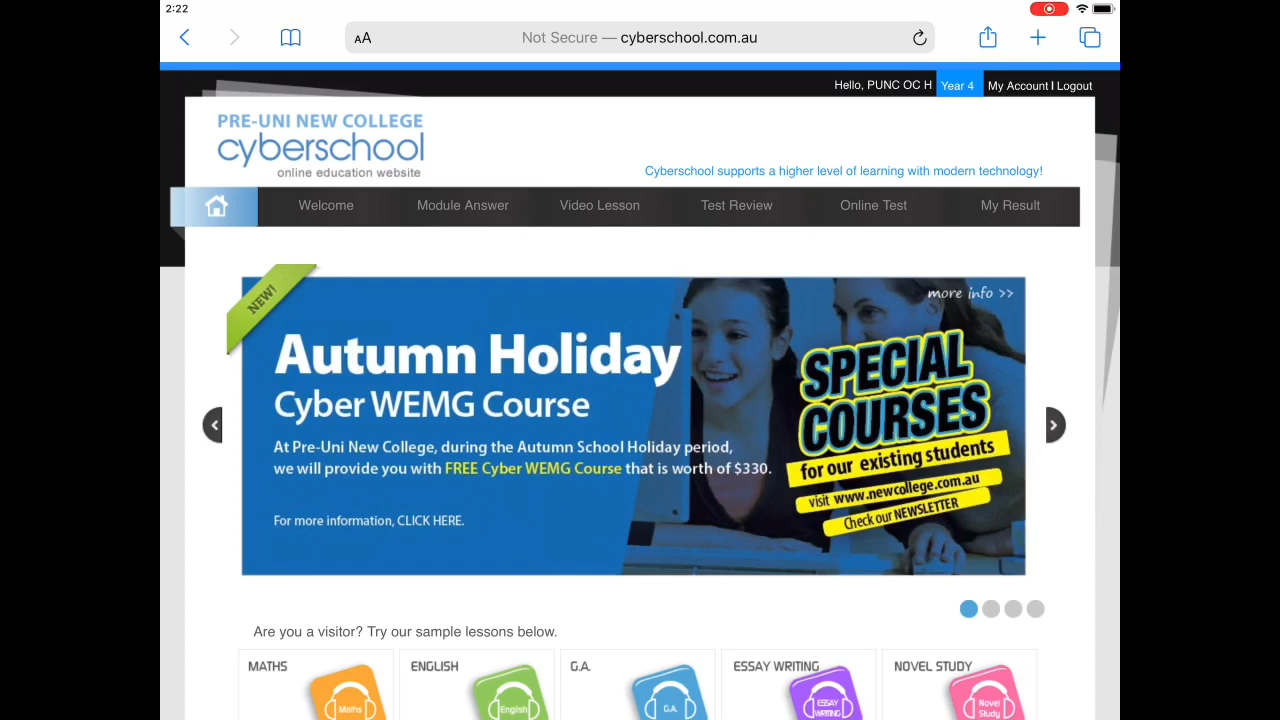 2:22
AA
Not Secure — cyberschool.com.au
Hello, PUNC OC H Year 4 My Account I Logout
PRE-UNI NEW COLLEGE
cyberschool
online education website
Cyberschool supports a higher level of learning with modern technology!
Welcome Module Answer Video Lesson Test Review Online Test My Result
NEW!
more info >>
Autumn Holiday
Cyber WEMG Course
At Pre-Uni New College, during the Autumn School Holiday period,
we will provide you with FREE Cyber WEMG Course that is worth of $330.
For more information, CLICK HERE.
SPECIAL
COURSES
for our existing students
visit www.newcollege.com.au
Check our NEWSLETTER
Are you a visitor? Try our sample lessons below.
MATHS ENGLISH G.A. ESSAY WRITING NOVEL STUDY
Maths English G.A. ESSAY WRITING Novel Study